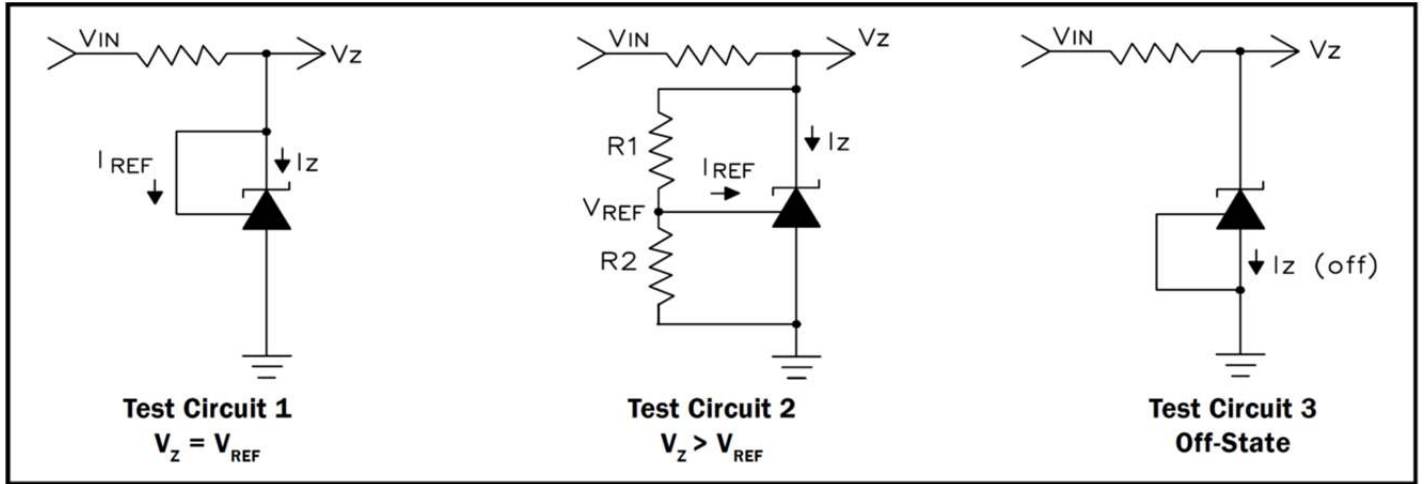 VIN
VZ
IREF
IZ
Test Circuit 1
VZ = VREF
VIN
VZ
R1
IZ
IREF
VREF
R2
Test Circuit 2
VZ > VREF
VIN
VZ
IZ (off)
Test Circuit 3
Off-State